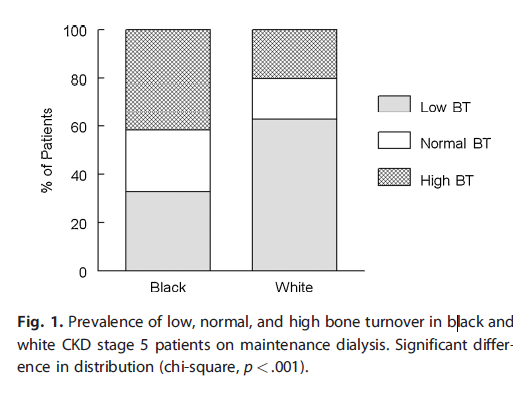 100
80
60
40
20
0
% of Patients
Black
White
Low BT
Normal BT
High BT
Fig. 1. Prevalence of low, normal, and high bone turnover in black and
white CKD stage 5 patients on maintenance dialysis. Significant differ-
ence in distribution (chi-square, p < .001).